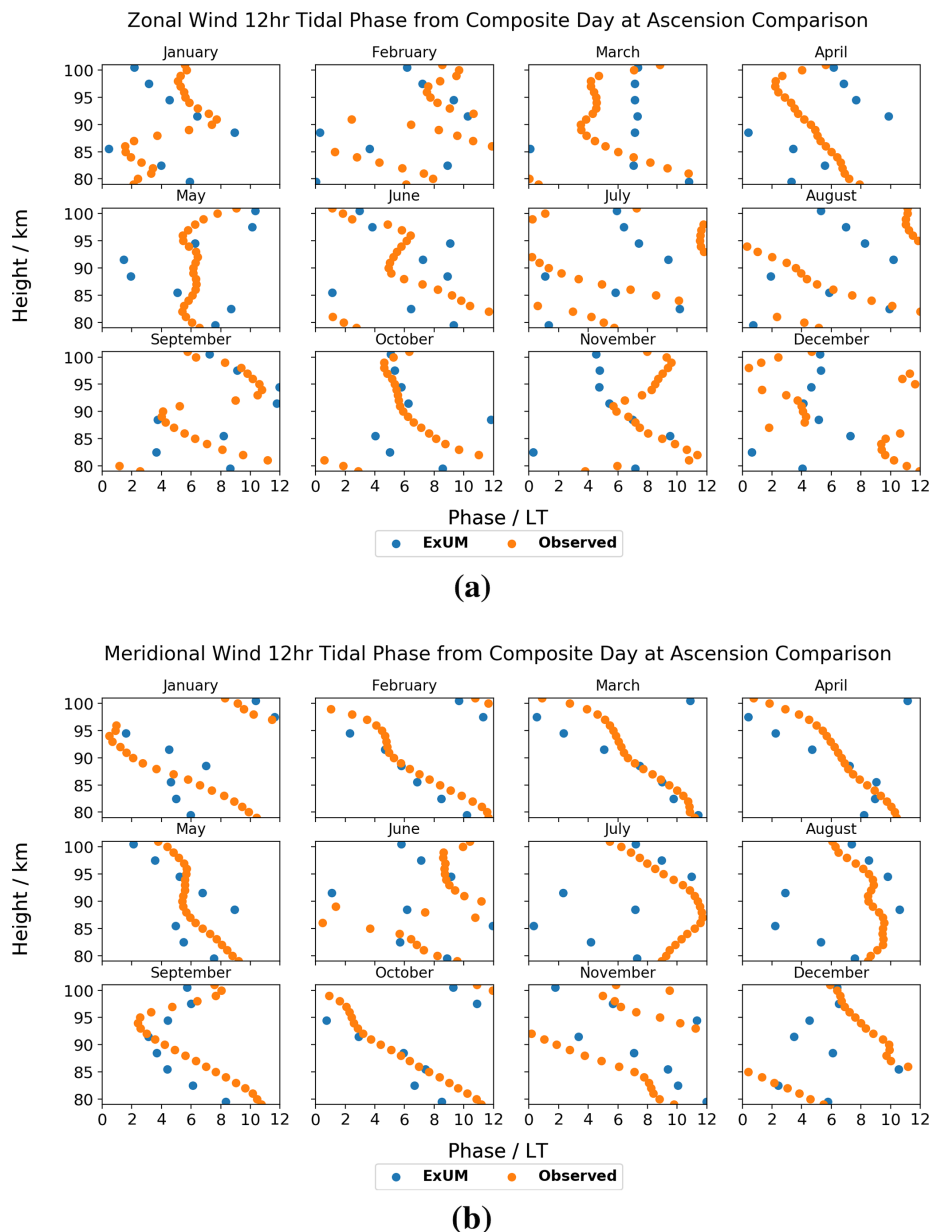 Zonal Wind 12hr Tidal Phase from Composite Day at Ascension Comparison
January February March April
100
95
90
85
80
May June July August
100
95
90
85
80
September October November December
100
95
90
85
80
0 2 4 6 8 10 12 0 2 4 6 8 10 12 0 2 4 6 8 10 12 0 2 4 6 8 10 12
Height / km
Phase / LT
ExUM Observed
(a)
Meridional Wind 12hr Tidal Phase from Composite Day at Ascension Comparison
January February March April
100
95
90
85
80
May June July August
100
95
90
85
80
September October November December
100
95
90
85
80
0 2 4 6 8 10 12 0 2 4 6 8 10 12 0 2 4 6 8 10 12 0 2 4 6 8 10 12
Height / km
Phase / LT
ExUM Observed
(b)